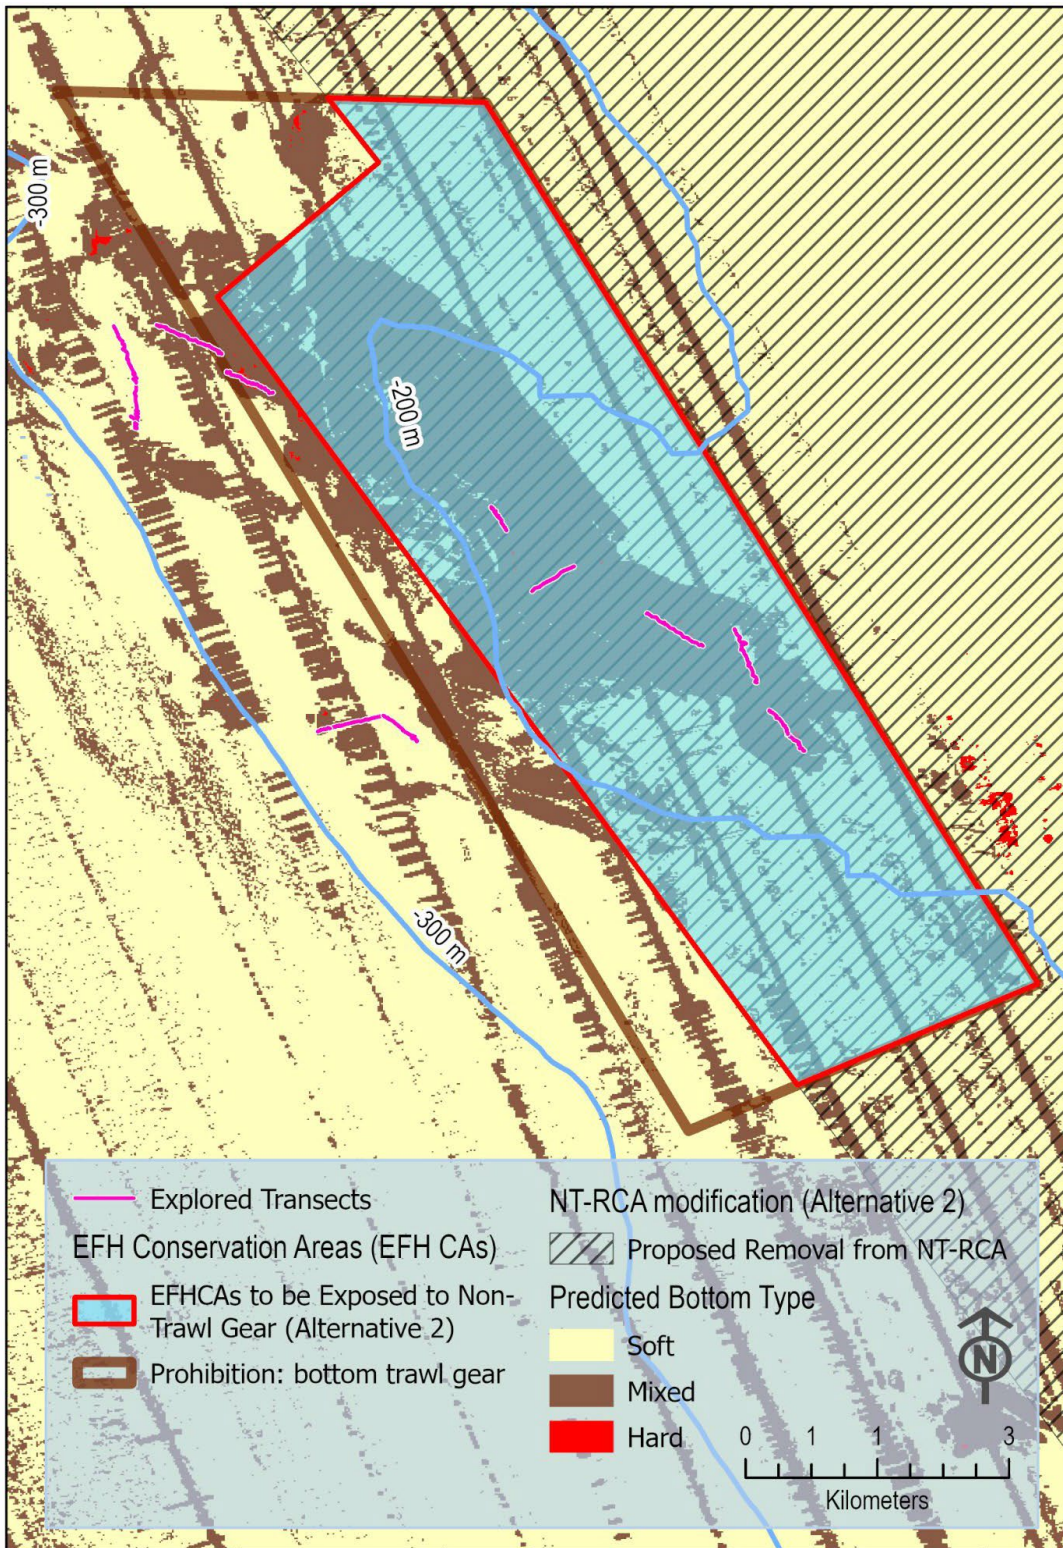 -300 m
-200 m
-300 m
Explored Transects
EFH Conservation Areas (EFH CAs)
EFHCAs to be Exposed to Non-
Trawl Gear (Alternative 2)
Prohibition: bottom trawl gear
NT-RCA modification (Alternative 2)
Proposed Removal from NT-RCA
Predicted Bottom Type
Soft
Mixed
Hard
N
0 1 1 3
Kilometers